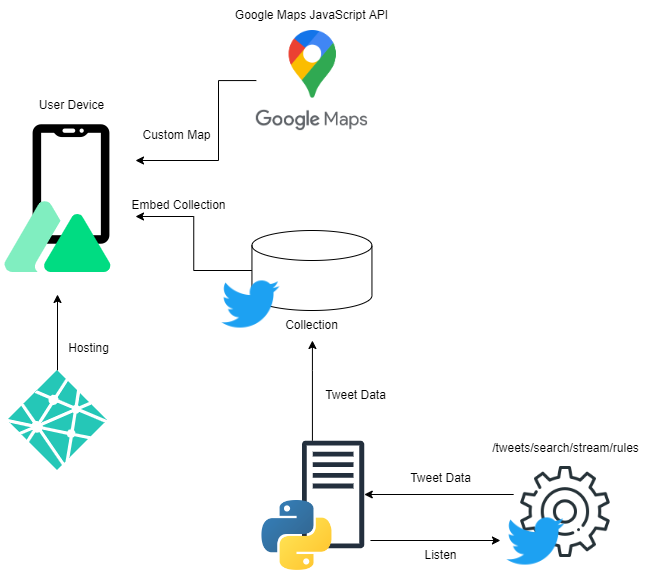 Google Maps JavaScript API
Google Maps
User Device
Custom Map
Embed Collection
Collection
Hosting
Tweet Data
/tweets/search/stream/rules
Tweet Data
Listen